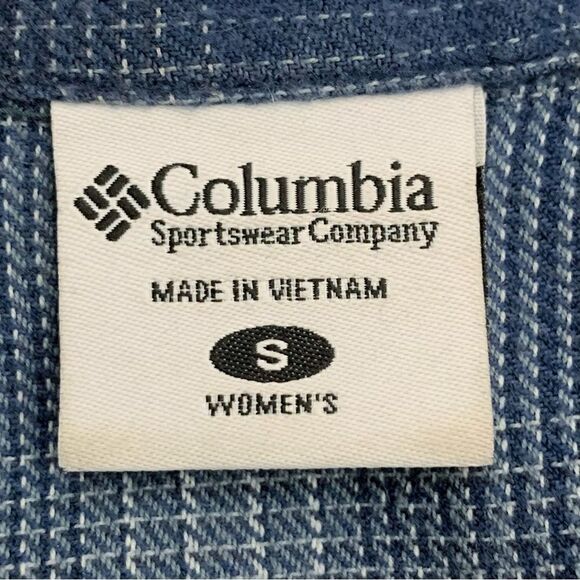 Columbia
Sportswear Company
MADE IN VIETNAM
S
WOMEN'S